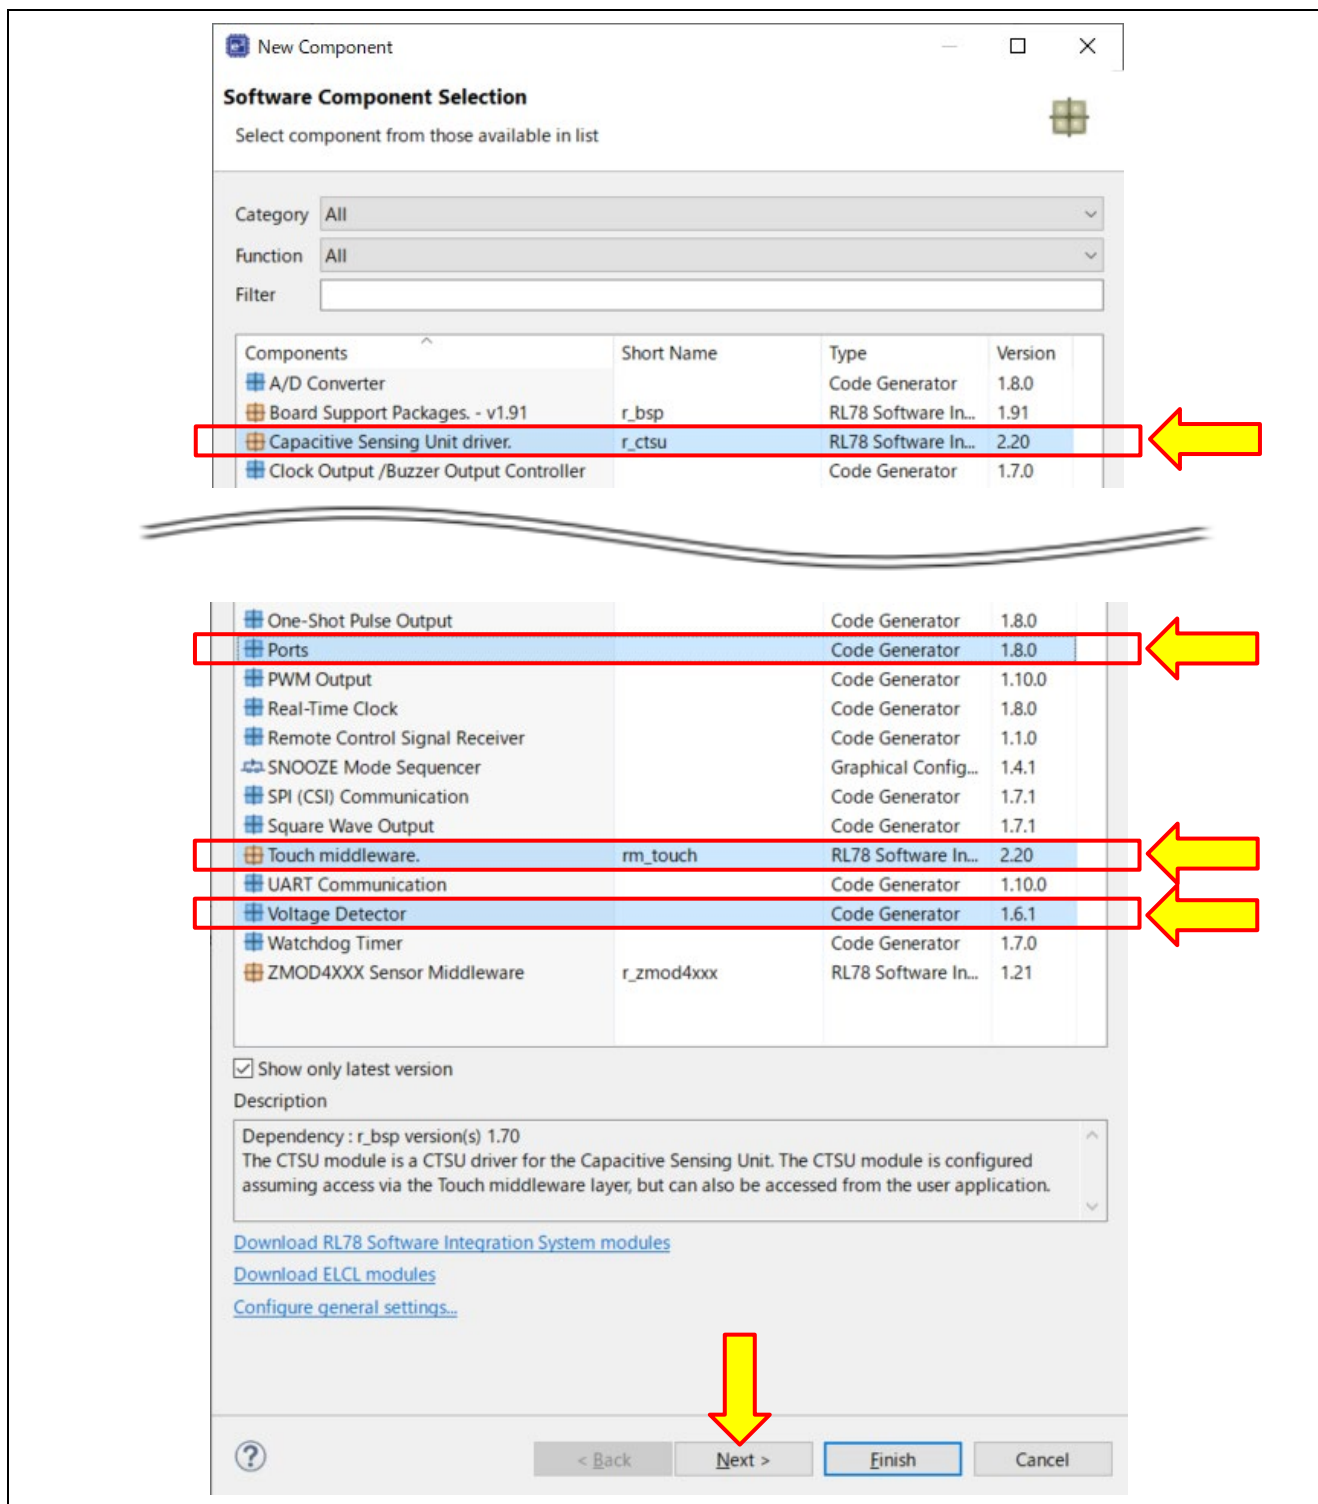 New Component
Software Component Selection
Select component from those available in list
Category All
Function All
Filter
Components Short Name Type Version
A/D Converter Code Generator 1.8.0
Board Support Packages. - v1.91 r_bsp RL78 Software In... 1.91
Capacitive Sensing Unit driver. r_ctsu RL78 Software In... 2.20
Clock Output /Buzzer Output Controller Code Generator 1.7.0
One-Shot Pulse Output Code Generator 1.8.0
Ports Code Generator 1.8.0
PWM Output Code Generator 1.10.0
Real-Time Clock Code Generator 1.8.0
Remote Control Signal Receiver Code Generator 1.1.0
SNOOZE Mode Sequencer Graphical Config... 1.4.1
SPI (CSI) Communication Code Generator 1.7.1
Square Wave Output Code Generator 1.7.1
Touch middleware. rm_touch RL78 Software In... 2.20
UART Communication Code Generator 1.10.0
Voltage Detector Code Generator 1.6.1
Watchdog Timer Code Generator 1.7.0
ZMOD4XXX Sensor Middleware r_zmod4xxx RL78 Software In... 1.21
Show only latest version
Description
Dependency : r_bsp version(s) 1.70
The CTSU module is a CTSU driver for the Capacitive Sensing Unit. The CTSU module is configured
assuming access via the Touch middleware layer, but can also be accessed from the user application.
Download RL78 Software Integration System modules
Download ELCL modules
Configure general settings...
? < Back Next > Finish Cancel